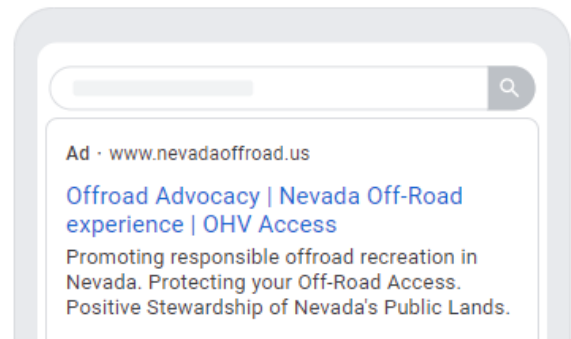 Ad · www.nevadaoffroad.us
Offroad Advocacy | Nevada Off-Road
experience | OHV Access
Promoting responsible offroad recreation in
Nevada. Protecting your Off-Road Access.
Positive Stewardship of Nevada's Public Lands.